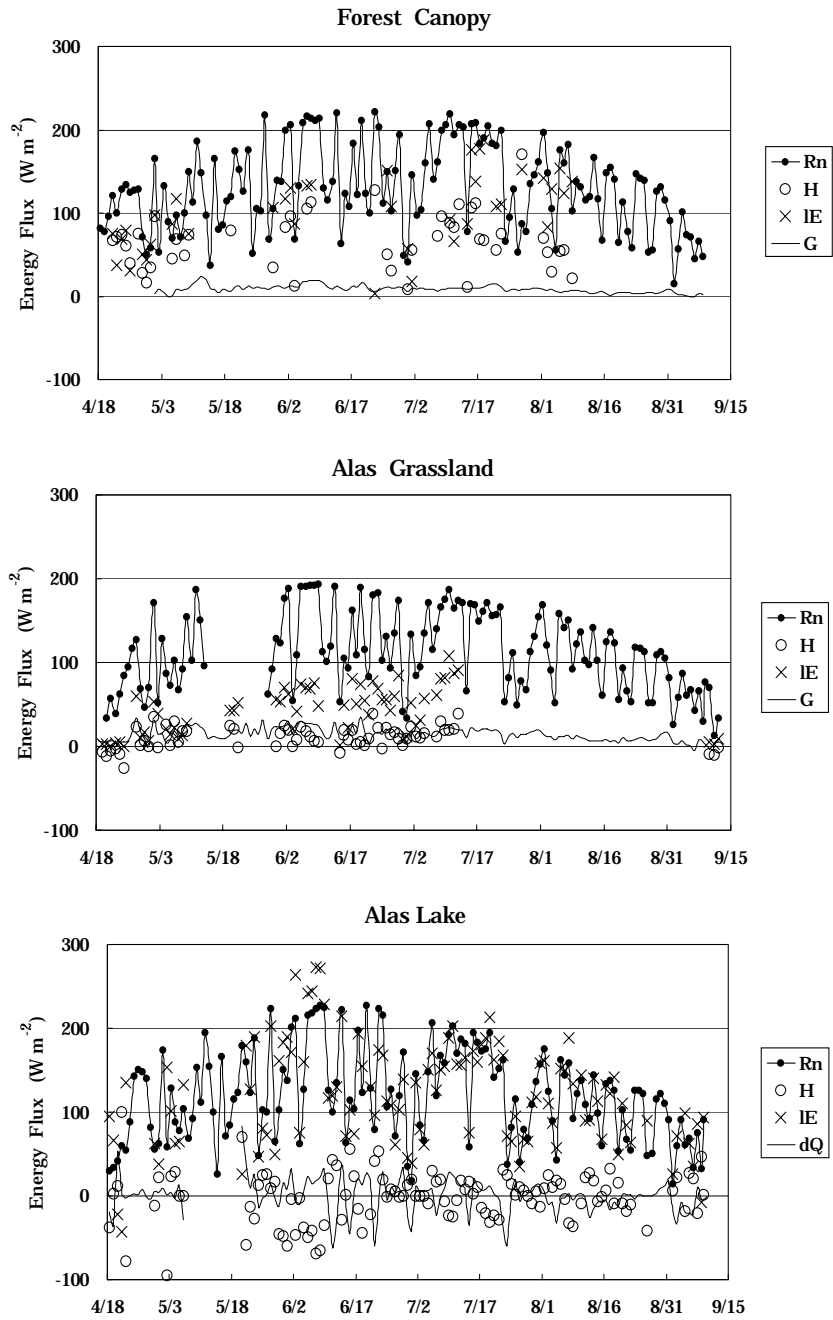 Forest Canopy
300
200
100
0
-100
Energy Flux (W m-2)
4/18 5/3 5/18 6/2 6/17 7/2 7/17 8/1 8/16 8/31 9/15
Rn
H
lE
G
Alas Grassland
300
200
100
0
-100
Energy Flux (W m-2)
4/18 5/3 5/18 6/2 6/17 7/2 7/17 8/1 8/16 8/31 9/15
Rn
H
lE
G
Alas Lake
300
200
100
0
-100
Energy Flux (W m-2)
4/18 5/3 5/18 6/2 6/17 7/2 7/17 8/1 8/16 8/31 9/15
Rn
H
lE
dQ